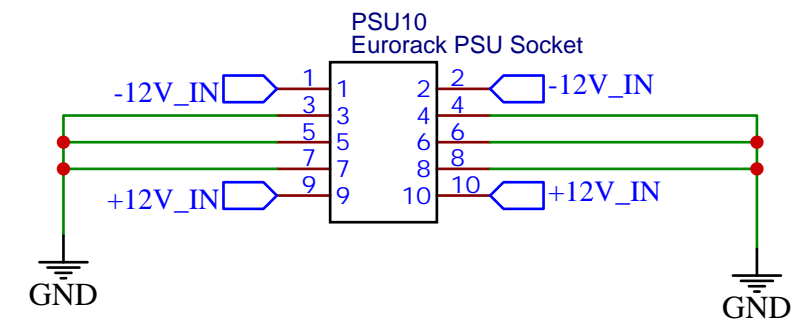 PSU10
Eurorack PSU Socket
-12V_IN 1 1 2 2 -12V_IN
3 3 4 4
5 5 6 6
7 7 8 8
+12V_IN 9 9 10 10 +12V_IN
GND GND